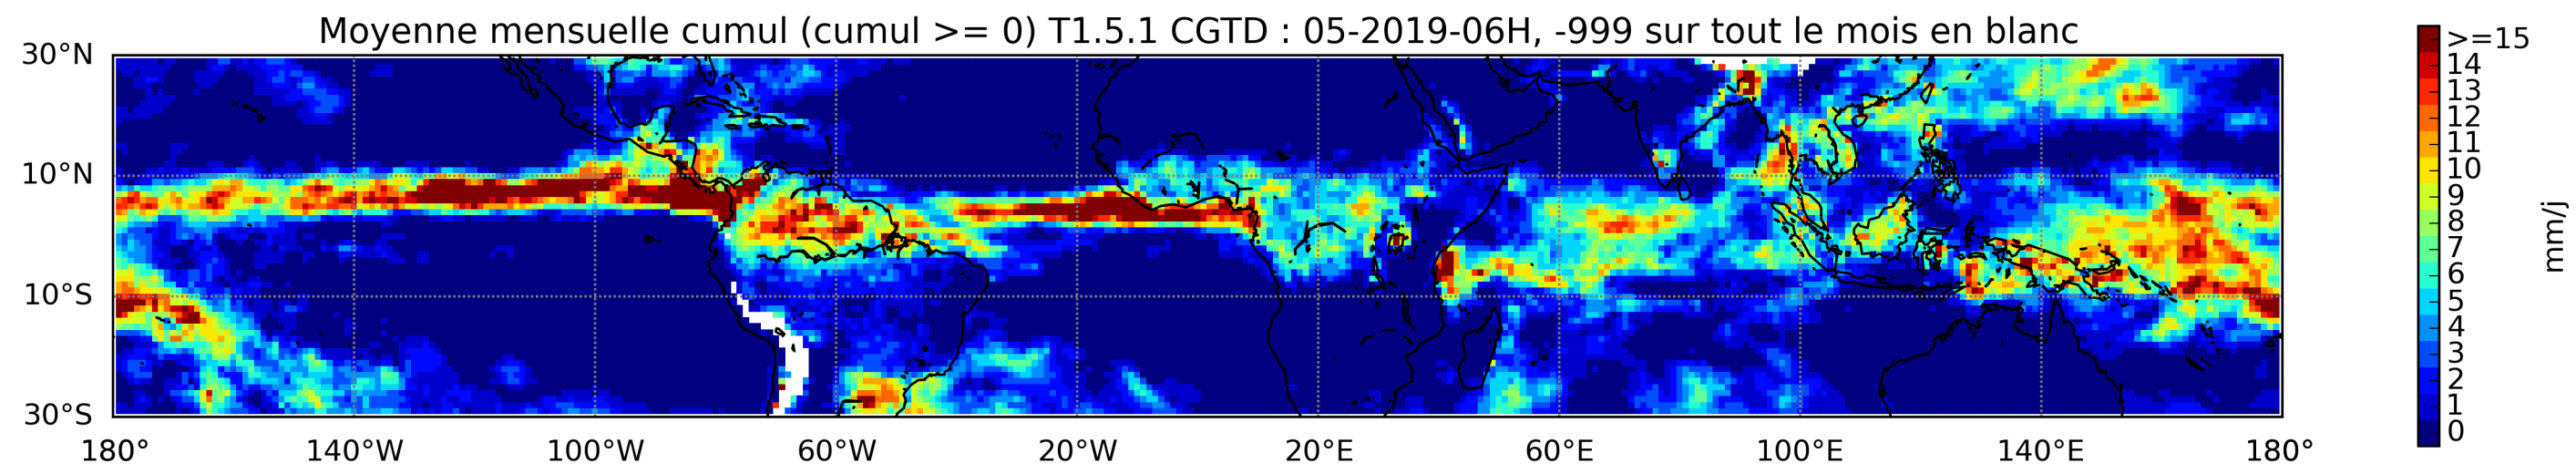 Moyenne mensuelle cumul (cumul >= 0) T1.5.1 CGTD : 05-2019-06H, -999 sur tout le mois en blanc
30°N
10°N
10°S
30°S
180°
140°W
100°W
60°W
20°W
20°E
60°E
100°E
140°E
180°
>=15
14
13
12
11
10
9
8
7
6
5
4
3
2
1
0
mm/j